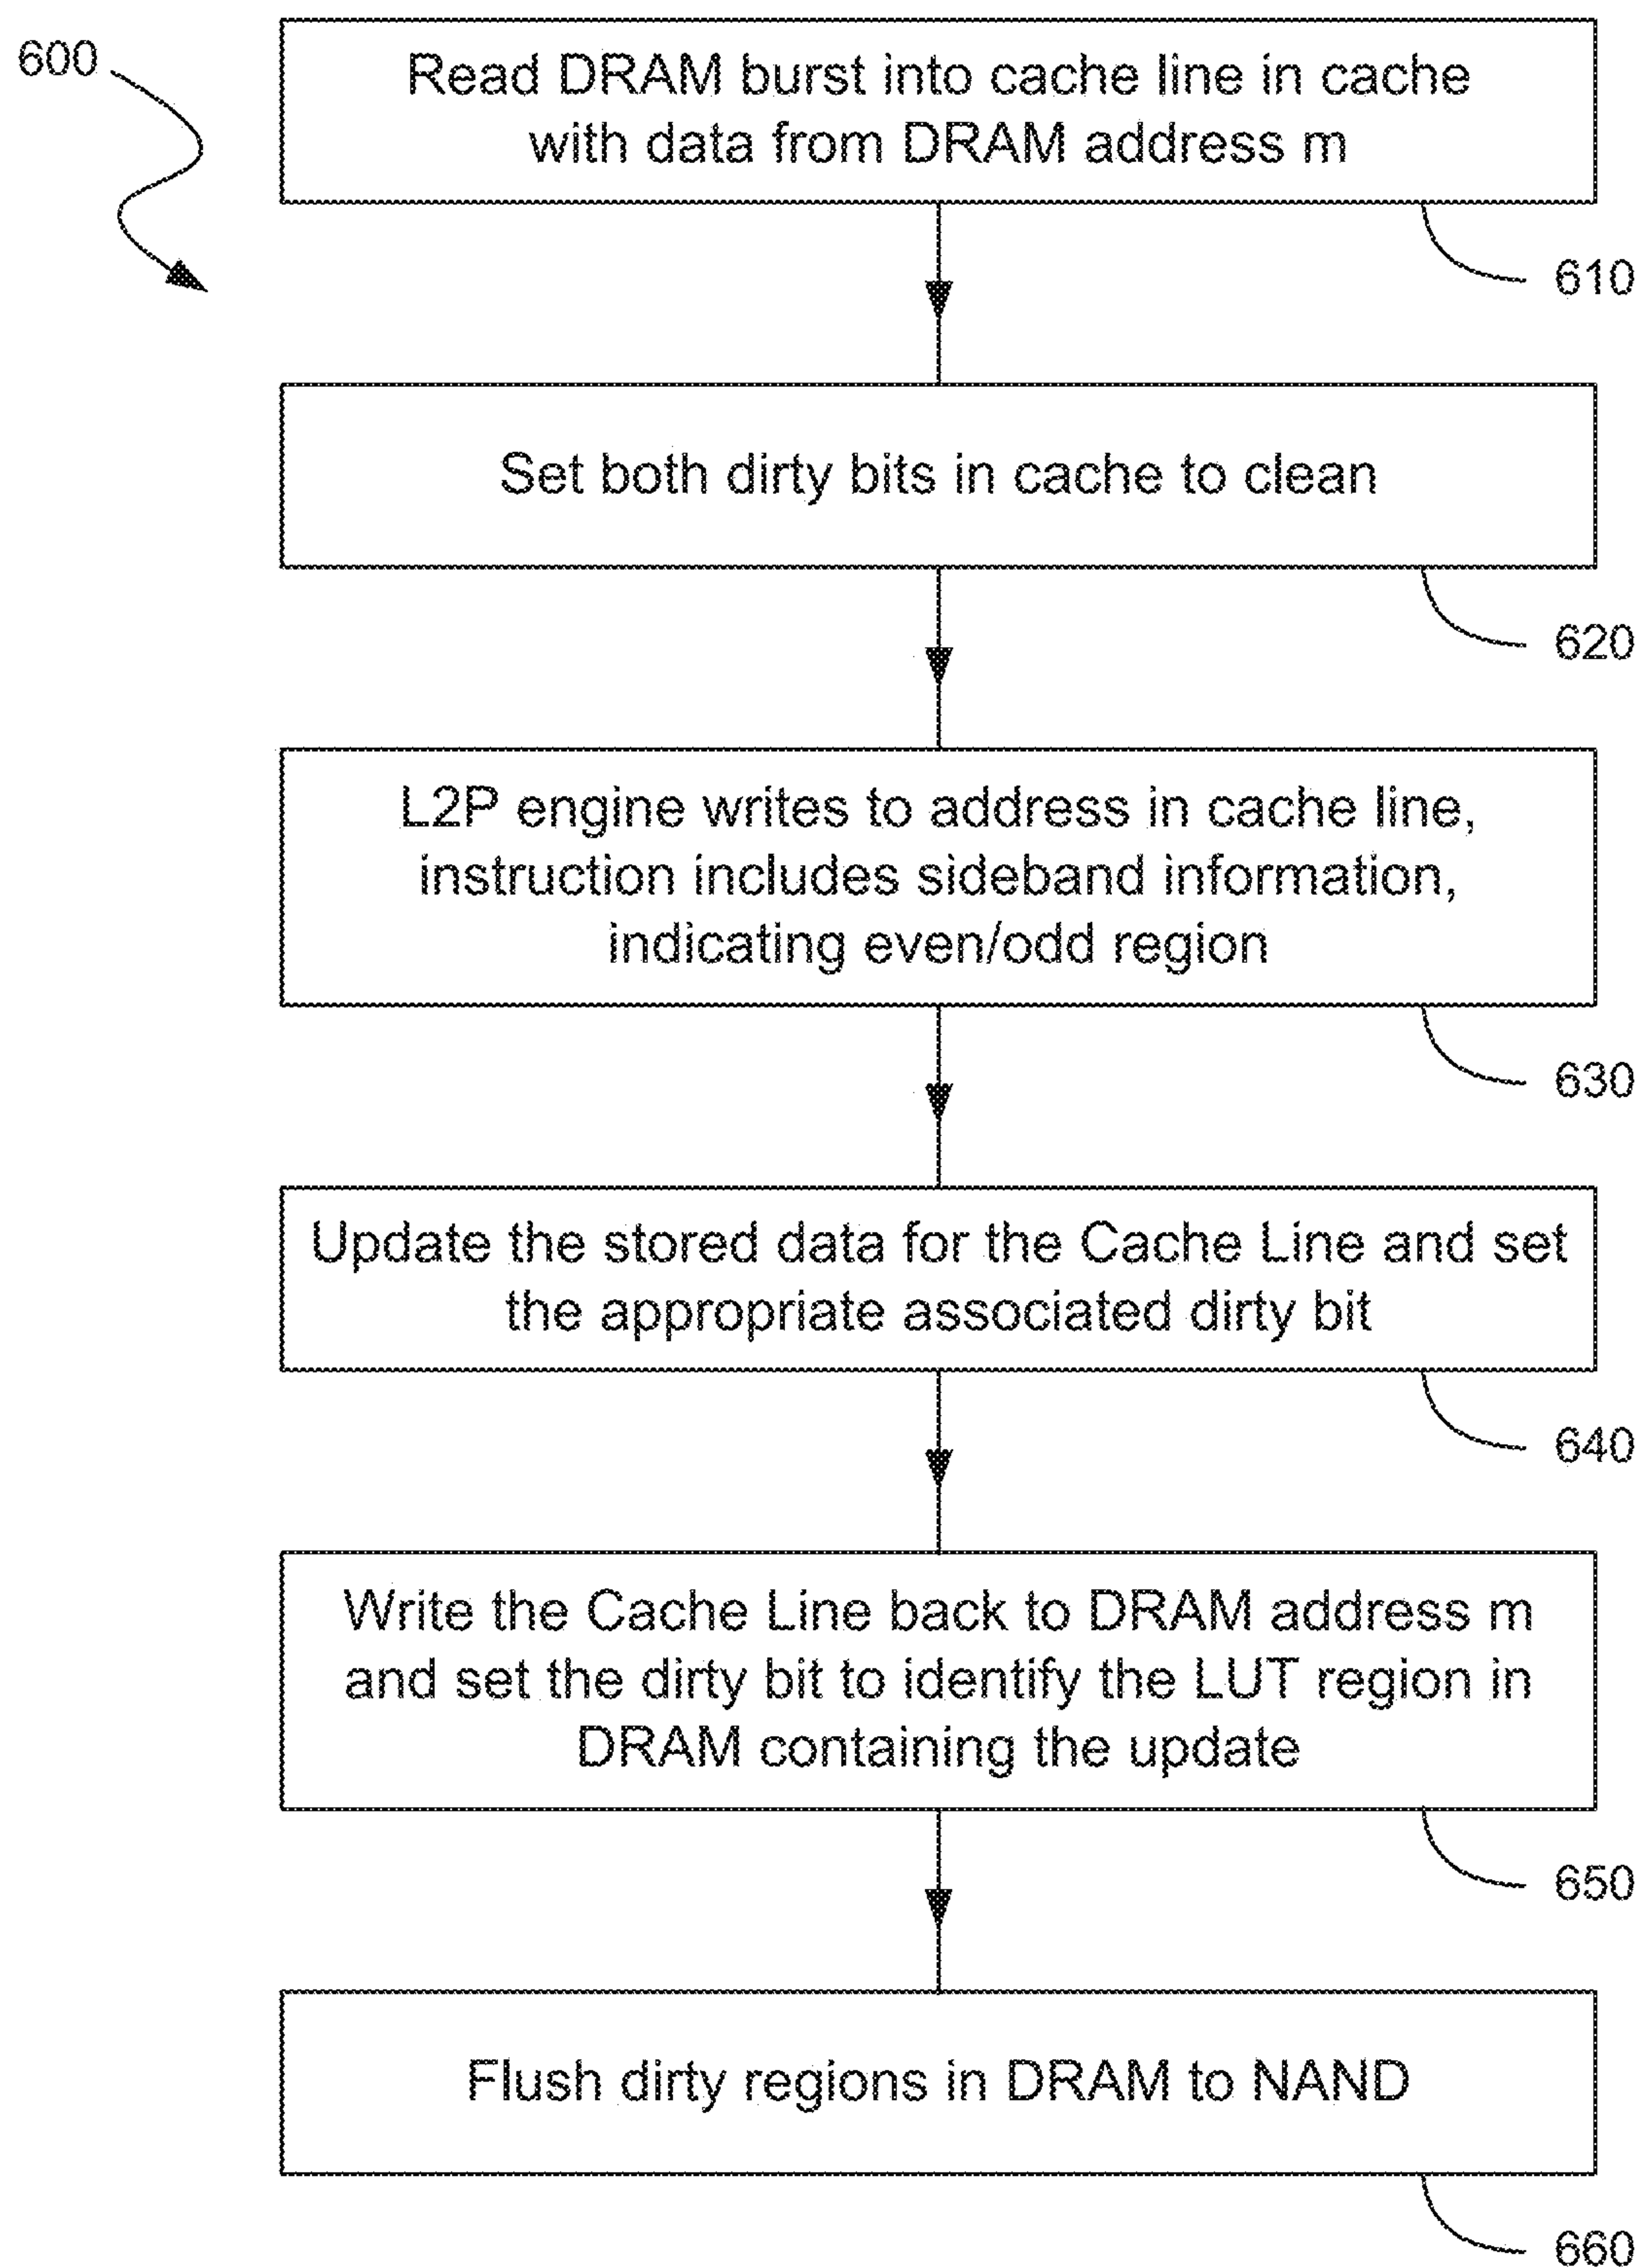 600
Read DRAM burst into cache line in cache
with data from DRAM address m
610
Set both dirty bits in cache to clean
620
L2P engine writes to address in cache line,
instruction includes sideband information,
indicating even/odd region
630
Update the stored data for the Cache Line and set
the appropriate associated dirty bit
640
Write the Cache Line back to DRAM address m
and set the dirty bit to identify the LUT region in
DRAM containing the update
650
Flush dirty regions in DRAM to NAND
660